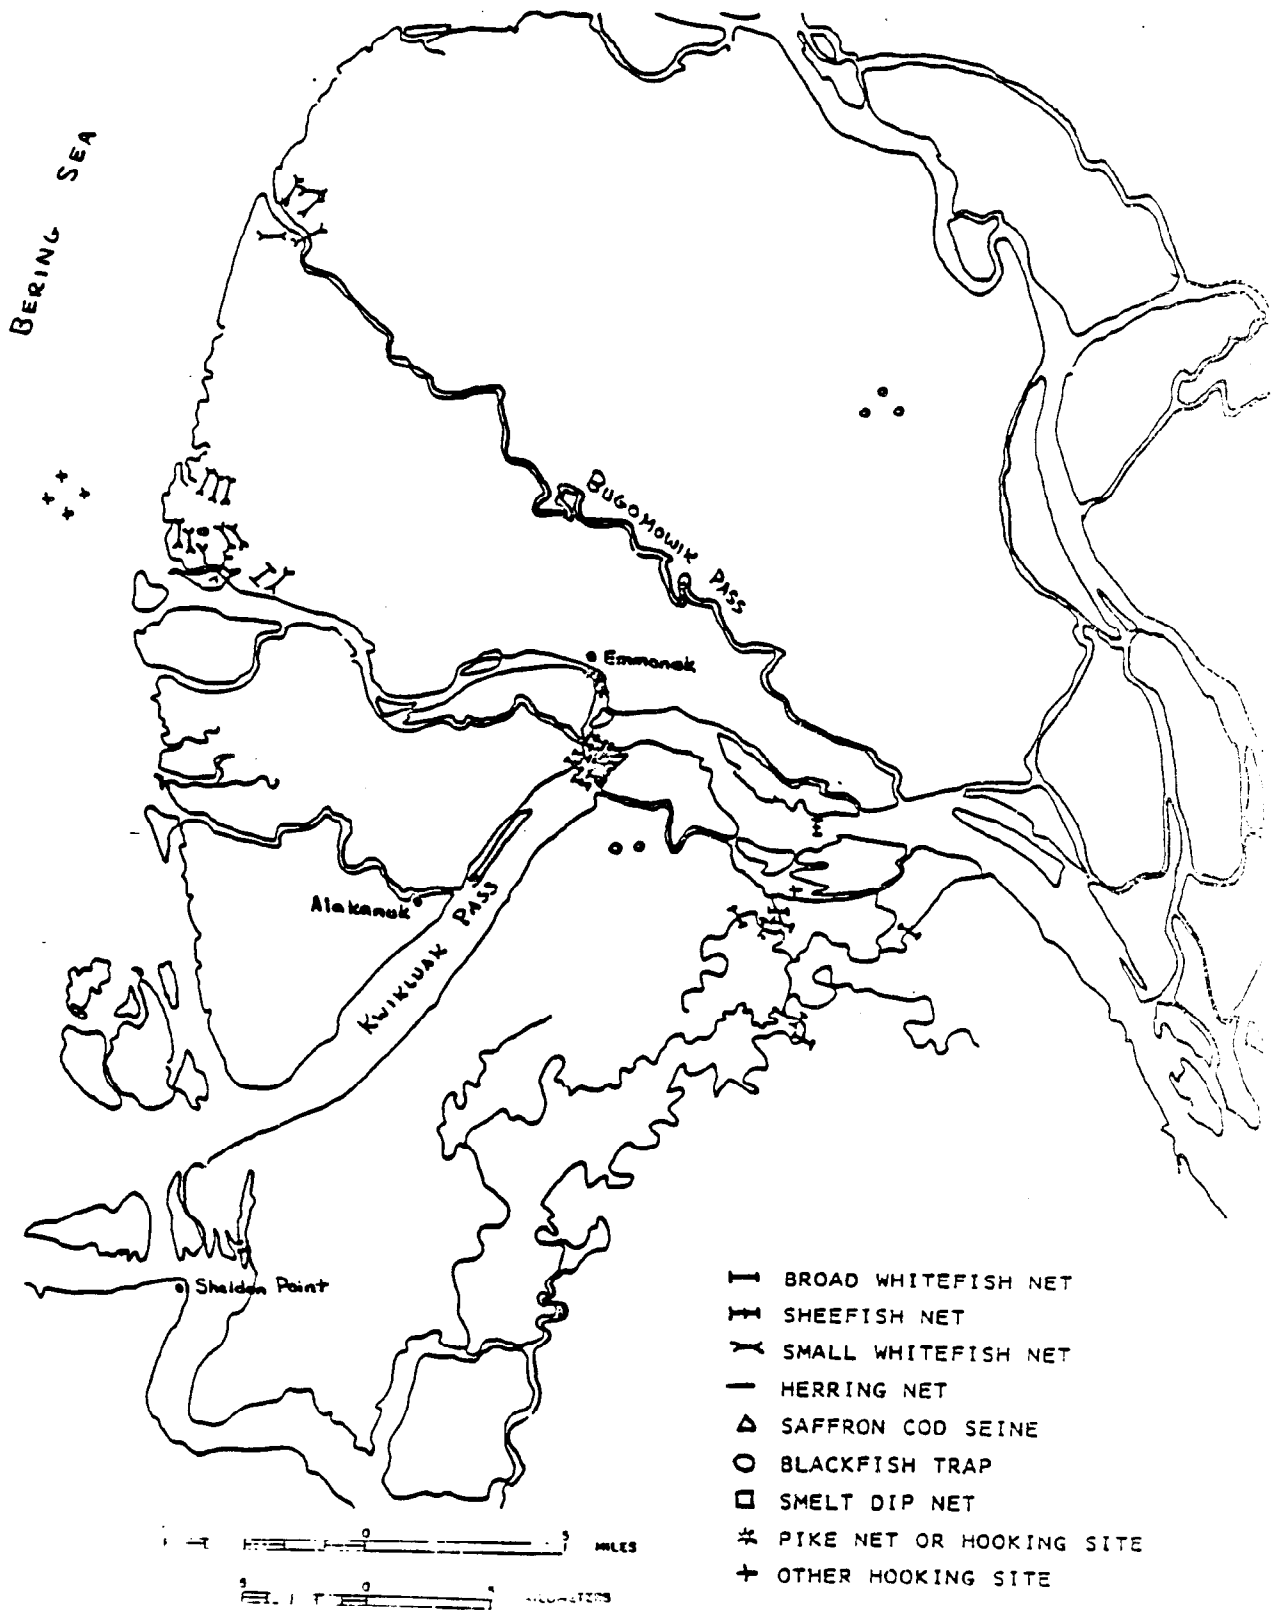 BERING SEA
BUGOMOWIK PASS
Emmonak
Alakanuk
KWIKLUAK PASS
Sheldon Point
BROAD WHITEFISH NET
SHEEFISH NET
SMALL WHITEFISH NET
HERRING NET
SAFFRON COD SEINE
BLACKFISH TRAP
SMELT DIP NET
PIKE NET OR HOOKING SITE
OTHER HOOKING SITE
0 5 MILES
5 0 5 KILOMETERS